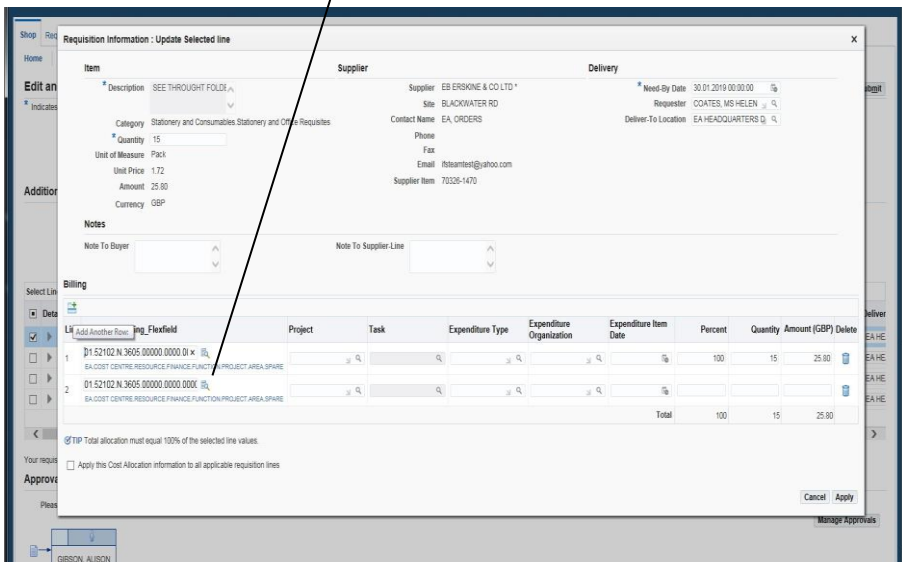 Shop Req
Requisition Information : Update Selected line x
Home
Edit an
* Indicates
Item Supplier Delivery
* Description SEE THROUGHT FOLDE
Supplier EB ERSKINE & CO LTD *
* Need-By Date 30.01.2019 00:00:00
Site BLACKWATER RD
Requester COATES, MS HELEN
Category Stationery and Consumables.Stationery and Office Requisites
Contact Name EA, ORDERS
Deliver-To Location EA HEADQUARTERS D
* Quantity 15
Phone
Unit of Measure Pack
Fax
Unit Price 1.72
Email ifsteamtest@yahoo.com
Amount 25.80
Supplier Item 70326-1470
Currency GBP
Addition
Notes
Note To Buyer Note To Supplier-Line
Select Lin
Billing
Deta
Add Another Row
Li ing_Flexfield Project Task Expenditure Type Expenditure Organization Expenditure Item Date Percent Quantity Amount (GBP) Delete
Deliver
1 01.52102.N.3605.00000.0000.0( x 100 15 25.80
EA.COST CENTRE.RESOURCE.FINANCE.FUNCTION.PROJECT.AREA.SPARE
2 01.52102.N.3605.00000.0000.000(
EA.COST CENTRE.RESOURCE.FINANCE.FUNCTION.PROJECT.AREA.SPARE
EA HE
EA HE
EA HE
EA HE
Total 100 15 25.80
TIP Total allocation must equal 100% of the selected line values.
Your requis
Apply this Cost Allocation information to all applicable requisition lines
Approva
Cancel Apply
Pleas
Manage Approvals
GIBSON, ALISON